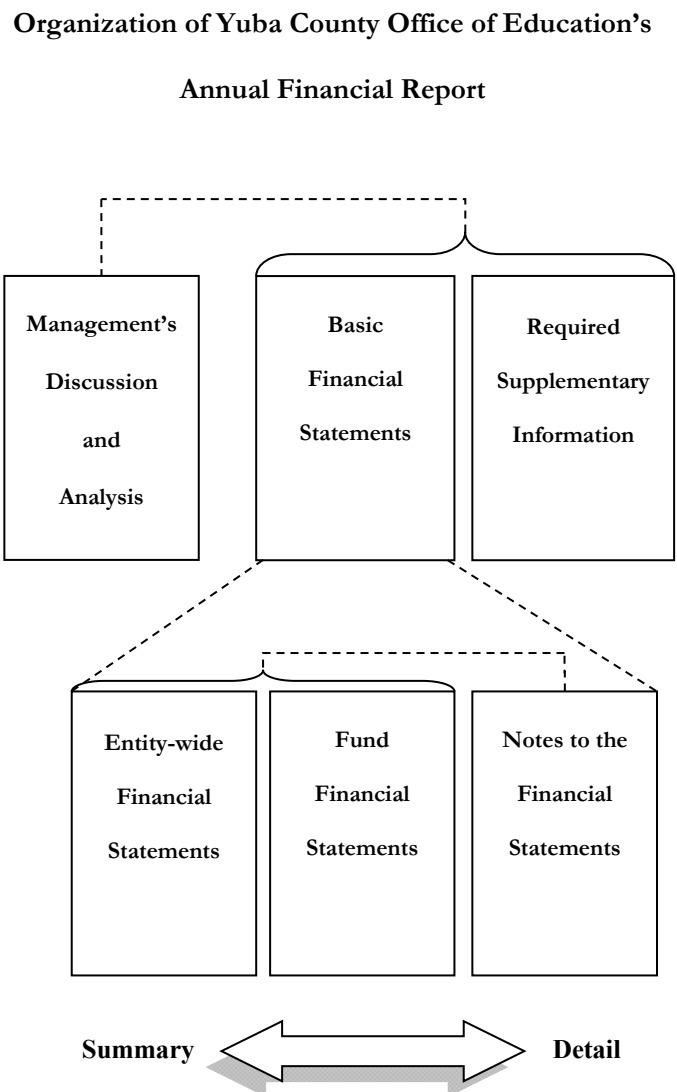 Organization of Yuba County Office of Education’s
Annual Financial Report
Management’s
Discussion
and
Analysis
Basic
Financial
Statements
Required
Supplementary
Information
Entity-wide
Financial
Statements
Fund
Financial
Statements
Notes to the
Financial
Statements
Summary
Detail